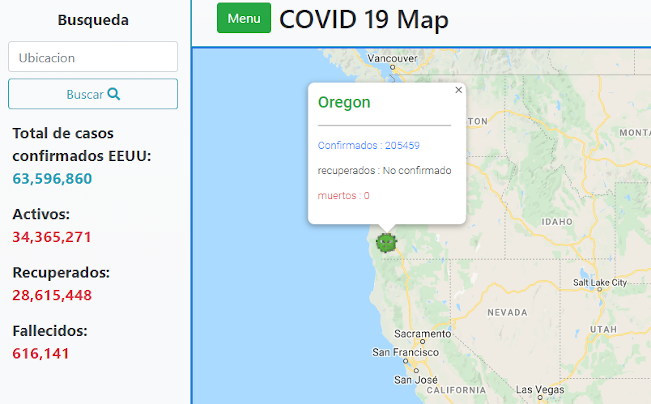 Busqueda
Ubicacion
Buscar
Total de casos
confirmados EEUU:
63,596,860
Activos:
34,365,271
Recuperados:
28,615,448
Fallecidos:
616,141
Menu
COVID 19 Map
Vancouver
×
Oregon
Confirmados : 205459
recuperados : No confirmado
muertos : 0
TON
MONTA
IDAHO
Salt Lake City
NEVADA
UTAH
Sacramento
San Francisco
San José
CALIFORNIA
Las Vegas